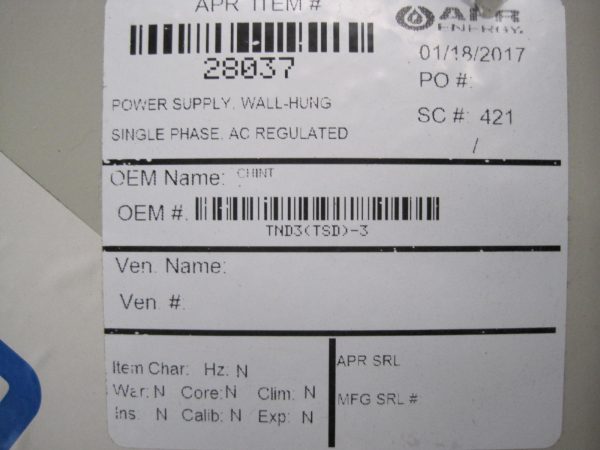 APR ITEM #
APR
ENERGY.
28037
01/18/2017
PO #:
POWER SUPPLY, WALL-HUNG
SINGLE PHASE, AC REGULATED
SC #: 421
/
OEM Name: CHINT
OEM #:
TND3(TSD)-3
Ven. Name:
Ven. #:
Item Char: Hz: N
War: N Core: N Clim: N
Ins: N Calib: N Exp: N
APR SRL
MFG SRL #